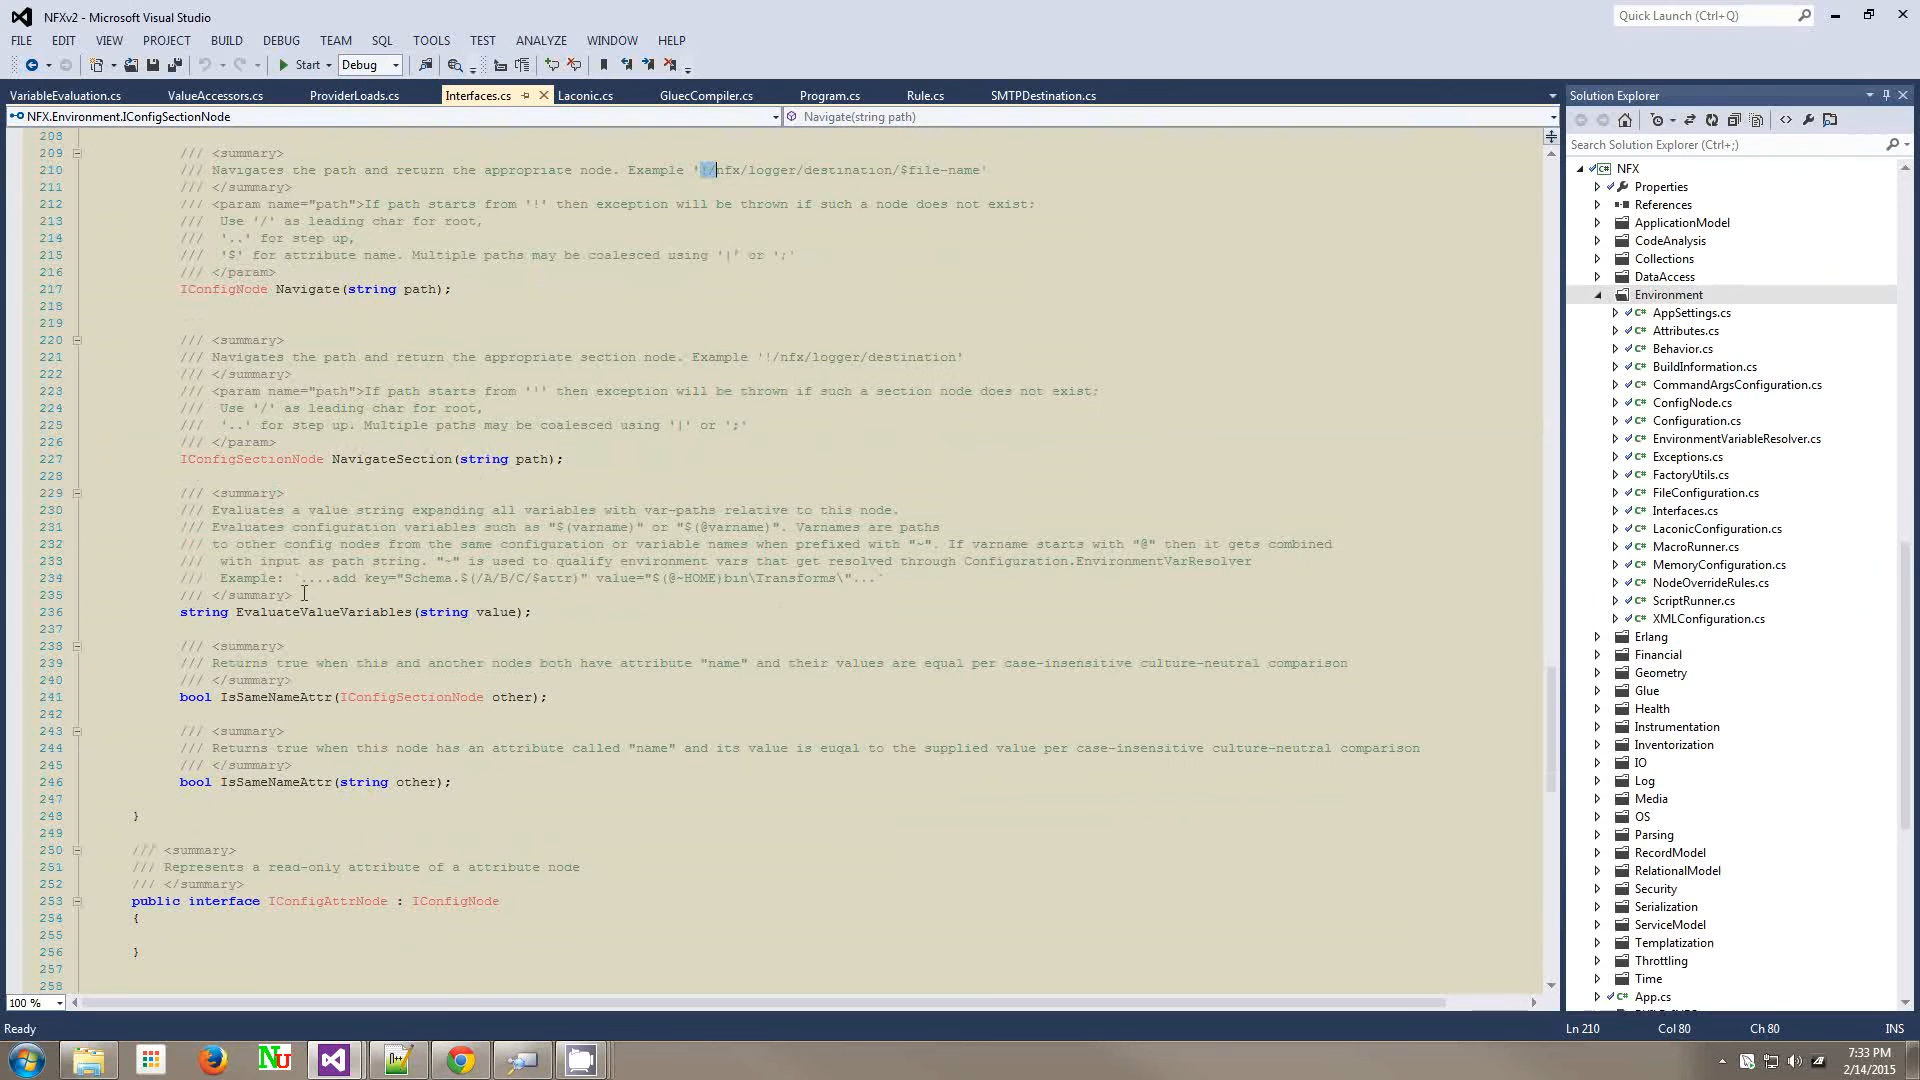 NFXv2 - Microsoft Visual Studio
Quick Launch (Ctrl+Q)
FILE EDIT VIEW PROJECT BUILD DEBUG TEAM SQL TOOLS TEST ANALYZE WINDOW HELP
Start Debug
VariableEvaluation.cs ValueAccessors.cs ProviderLoads.cs Interfaces.cs Laconic.cs GluecCompiler.cs Program.cs Rule.cs SMTPDestination.cs
NFX.Environment.IConfigSectionNode Navigate(string path)
208
209 /// <summary>
210 /// Navigates the path and return the appropriate node. Example '!/nfx/logger/destination/$file-name'
211 /// </summary>
212 /// <param name="path">If path starts from '!' then exception will be thrown if such a node does not exist;
213 /// Use '/' as leading char for root,
214 /// '..' for step up,
215 /// '$' for attribute name. Multiple paths may be coalesced using '|' or ';'
216 /// </param>
217 IConfigNode Navigate(string path);
218
219
220 /// <summary>
221 /// Navigates the path and return the appropriate section node. Example '!/nfx/logger/destination'
222 /// </summary>
223 /// <param name="path">If path starts from '!' then exception will be thrown if such a section node does not exist;
224 /// Use '/' as leading char for root,
225 /// '..' for step up. Multiple paths may be coalesced using '|' or ';'
226 /// </param>
227 IConfigSectionNode NavigateSection(string path);
228
229 /// <summary>
230 /// Evaluates a value string expanding all variables with var-paths relative to this node.
231 /// Evaluates configuration variables such as "$(varname)" or "$(@varname)". Varnames are paths
232 /// to other config nodes from the same configuration or variable names when prefixed with "~". If varname starts with "@" then it gets combined
233 /// with input as path string. "~" is used to qualify environment vars that get resolved through Configuration.EnvironmentVarResolver
234 /// Example: `....add key="Schema.$(/A/B/C/$attr)" value="$(@~HOME)bin\Transforms\"...`
235 /// </summary>
236 string EvaluateValueVariables(string value);
237
238 /// <summary>
239 /// Returns true when this and another nodes both have attribute "name" and their values are equal per case-insensitive culture-neutral comparison
240 /// </summary>
241 bool IsSameNameAttr(IConfigSectionNode other);
242
243 /// <summary>
244 /// Returns true when this node has an attribute called "name" and its value is euqal to the supplied value per case-insensitive culture-neutral comparison
245 /// </summary>
246 bool IsSameNameAttr(string other);
247
248 }
249
250 /// <summary>
251 /// Represents a read-only attribute of a attribute node
252 /// </summary>
253 public interface IConfigAttrNode : IConfigNode
254 {
255
256 }
257
258
100 %
Solution Explorer
Search Solution Explorer (Ctrl+;)
NFX
Properties
References
ApplicationModel
CodeAnalysis
Collections
DataAccess
Environment
AppSettings.cs
Attributes.cs
Behavior.cs
BuildInformation.cs
CommandArgsConfiguration.cs
ConfigNode.cs
Configuration.cs
EnvironmentVariableResolver.cs
Exceptions.cs
FactoryUtils.cs
FileConfiguration.cs
Interfaces.cs
LaconicConfiguration.cs
MacroRunner.cs
MemoryConfiguration.cs
NodeOverrideRules.cs
ScriptRunner.cs
XMLConfiguration.cs
Erlang
Financial
Geometry
Glue
Health
Instrumentation
Inventorization
IO
Log
Media
OS
Parsing
RecordModel
RelationalModel
Security
Serialization
ServiceModel
Templatization
Throttling
Time
App.cs
Ready Ln 210 Col 80 Ch 80 INS
Nu
7:33 PM
2/14/2015